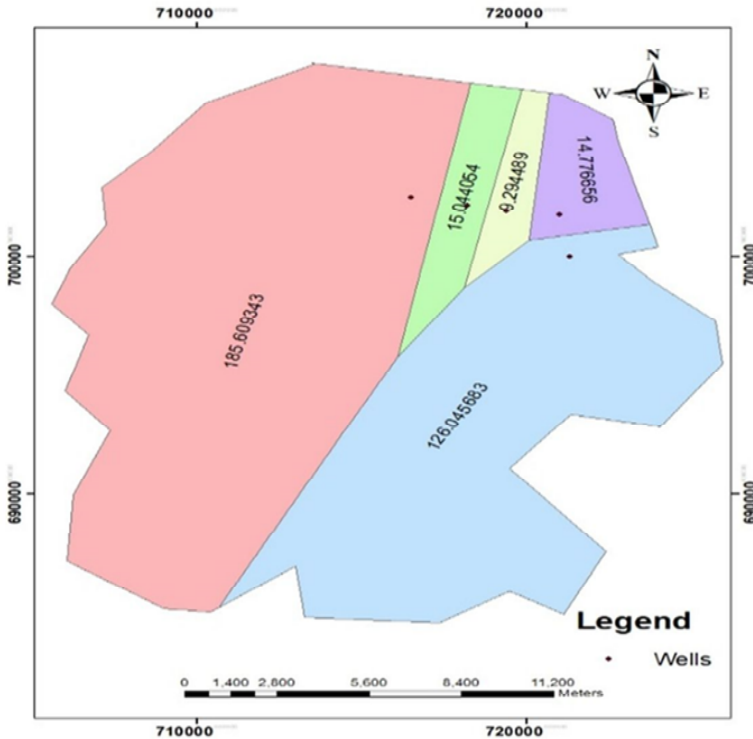 710000 720000
N
W E
S
14.776656
9.294489
15.044054
700000 700000
185.609343
126.045683
690000 690000
Legend
Wells
0 1,400 2,800 5,600 8,400 11,200
Meters
710000 720000